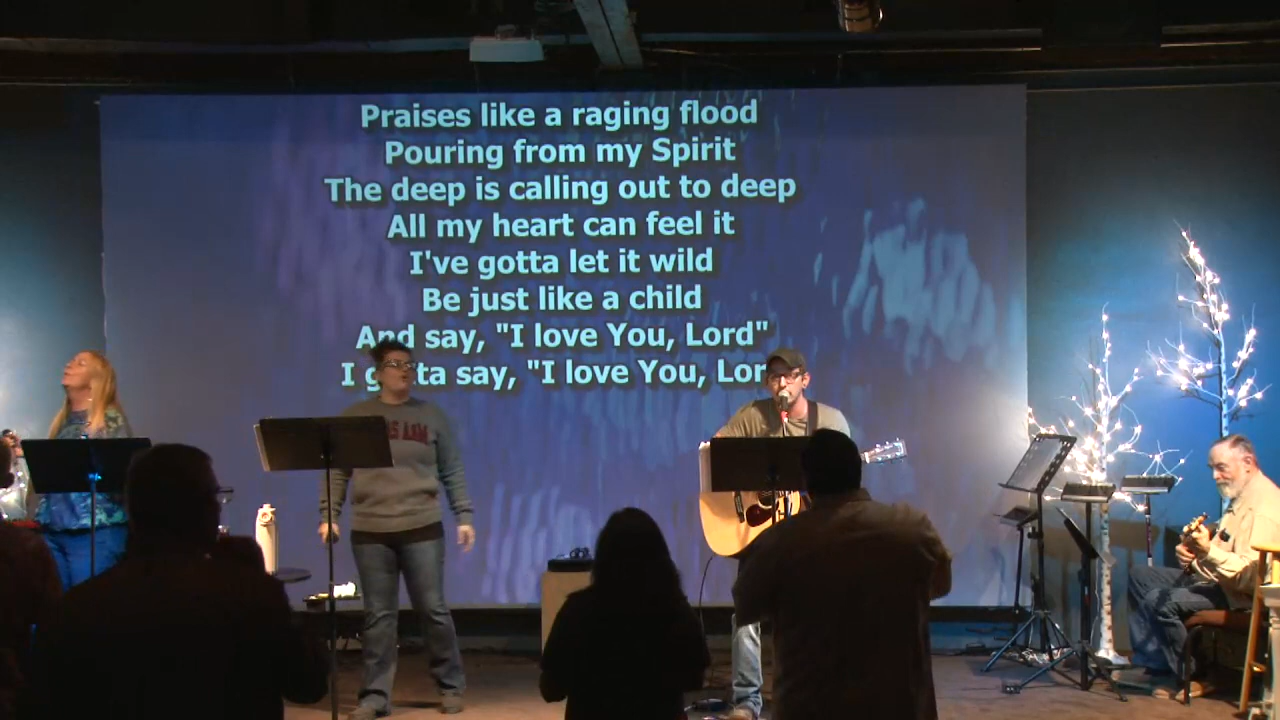 Praises like a raging flood
Pouring from my Spirit
The deep is calling out to deep
All my heart can feel it
I've gotta let it wild
Be just like a child
And say, "I love You, Lord"
I gotta say, "I love You, Lor